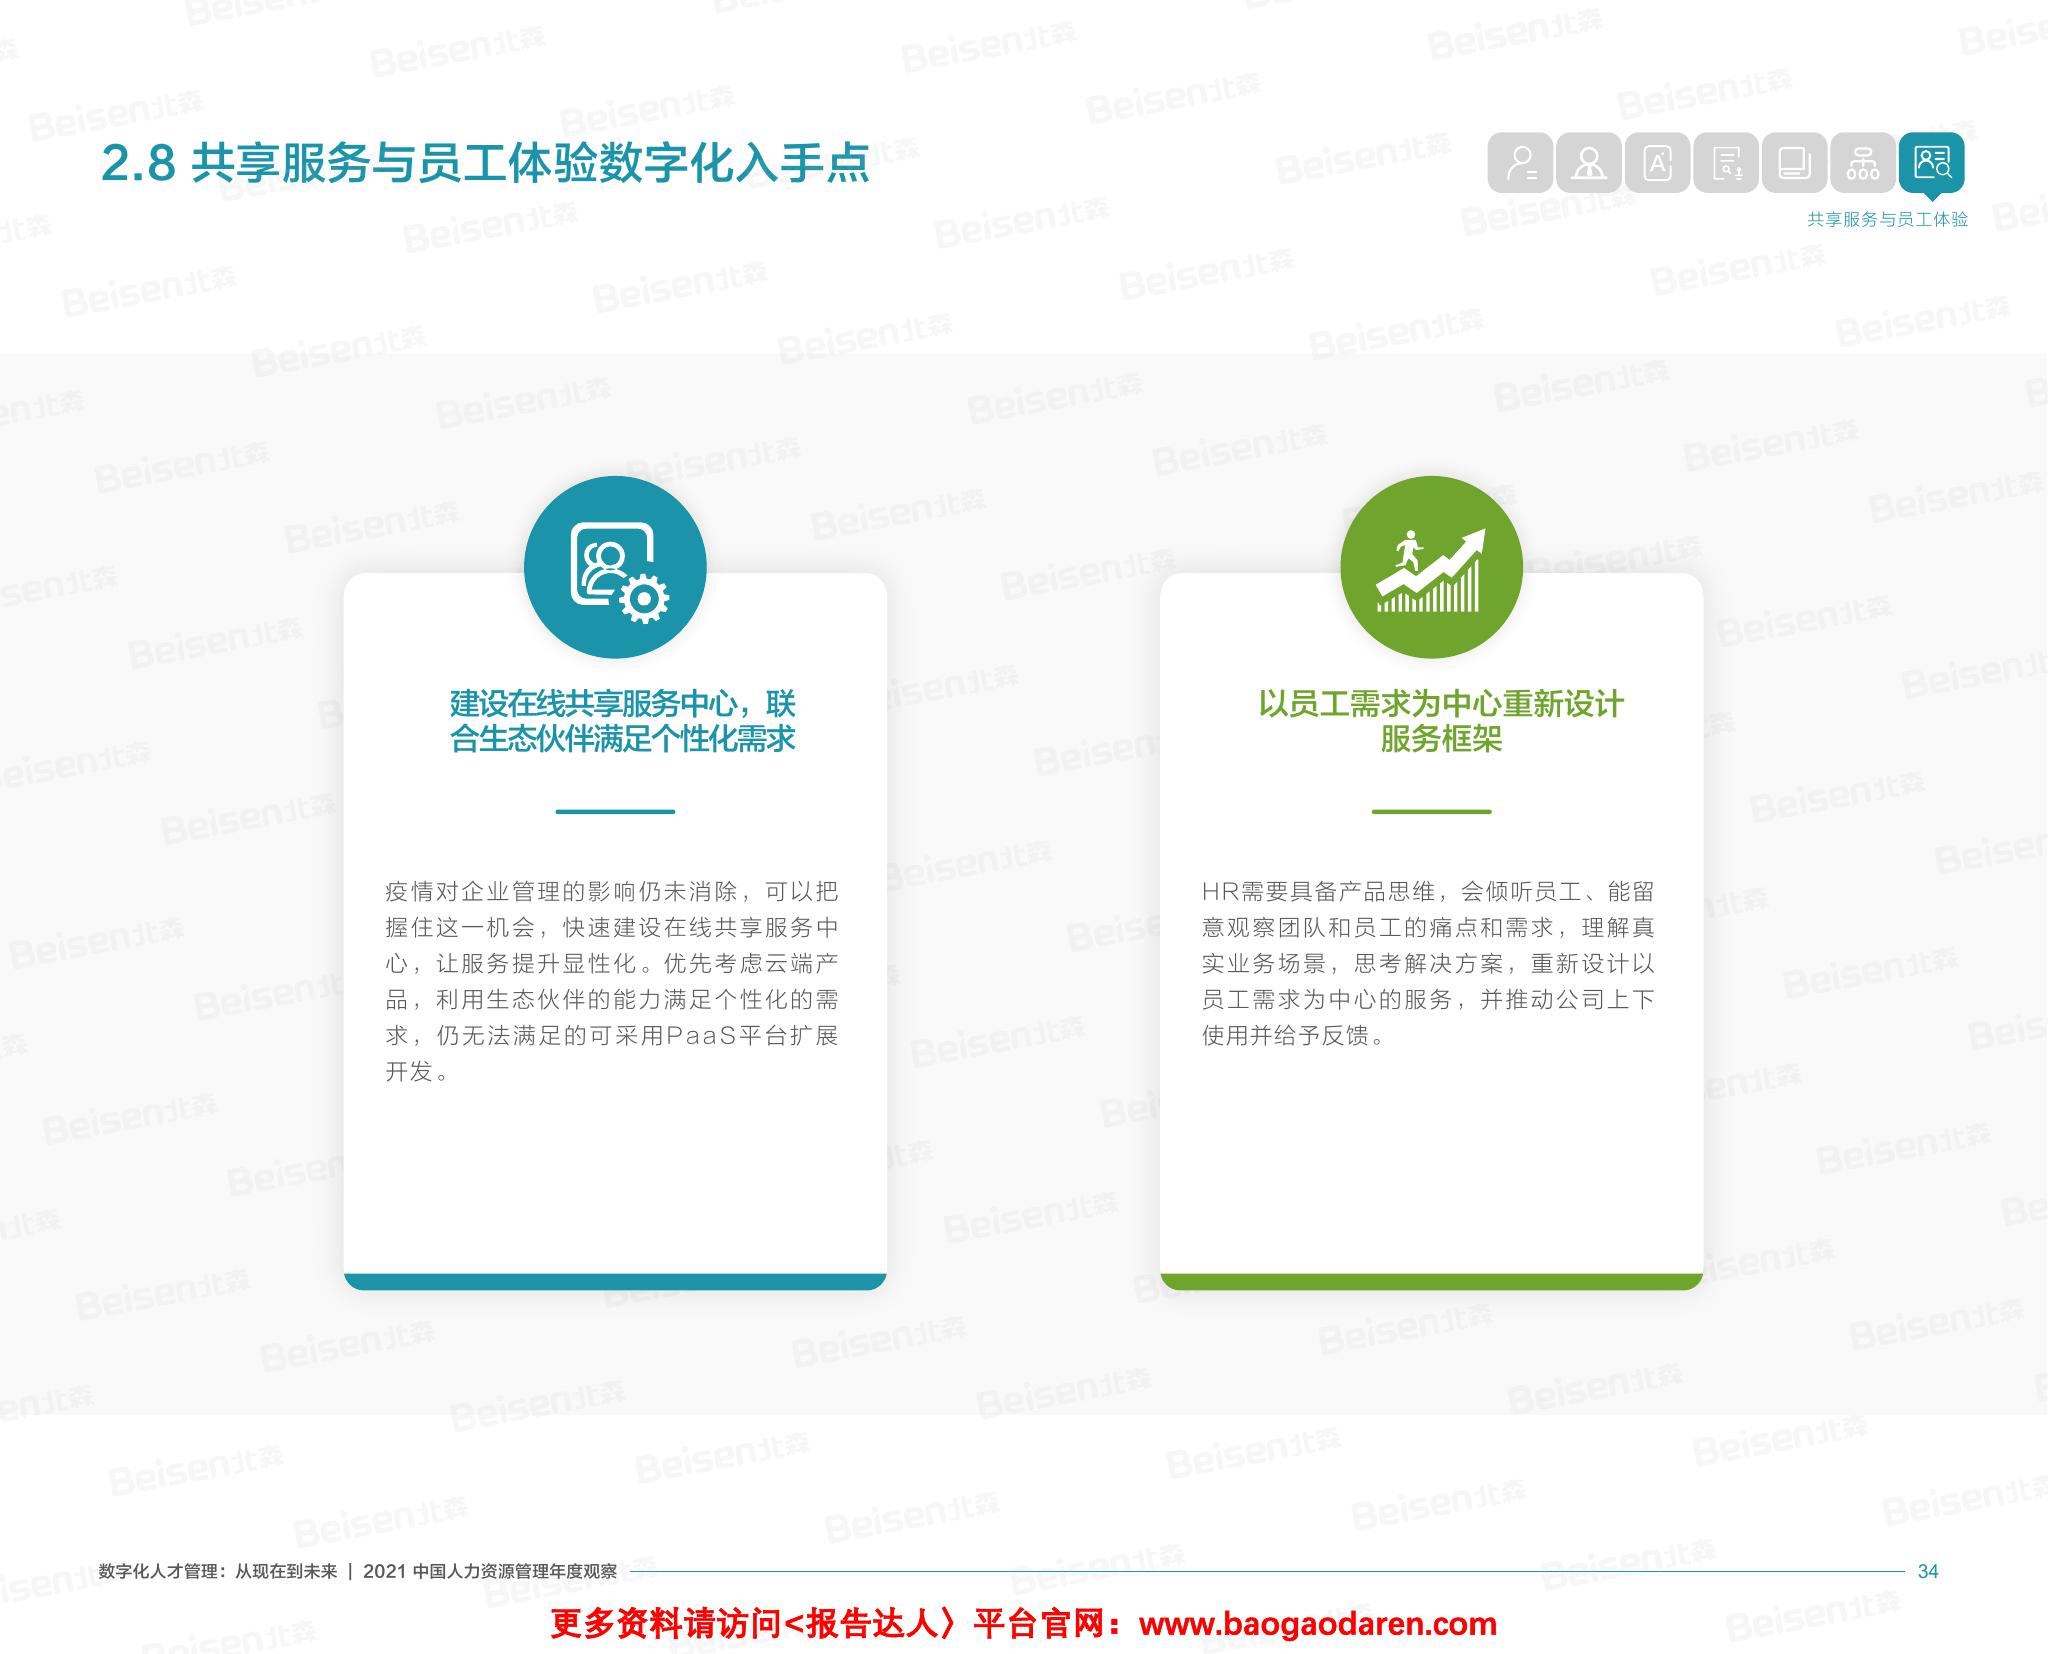 2.8 共享服务与员工体验数字化入手点
A
共享服务与员工体验
建设在线共享服务中心，联
合生态伙伴满足个性化需求
疫情对企业管理的影响仍未消除，可以把
握住这一机会，快速建设在线共享服务中
心，让服务提升显性化。优先考虑云端产
品，利用生态伙伴的能力满足个性化的需
求，仍无法满足的可采用PaaS平台扩展
开发。
以员工需求为中心重新设计
服务框架
HR需要具备产品思维，会倾听员工、能留
意观察团队和员工的痛点和需求，理解真
实业务场景，思考解决方案，重新设计以
员工需求为中心的服务，并推动公司上下
使用并给予反馈。
数字化人才管理：从现在到未来 | 2021 中国人力资源管理年度观察
34
更多资料请访问<报告达人〉平台官网：www.baogaodaren.com
Beisen北森